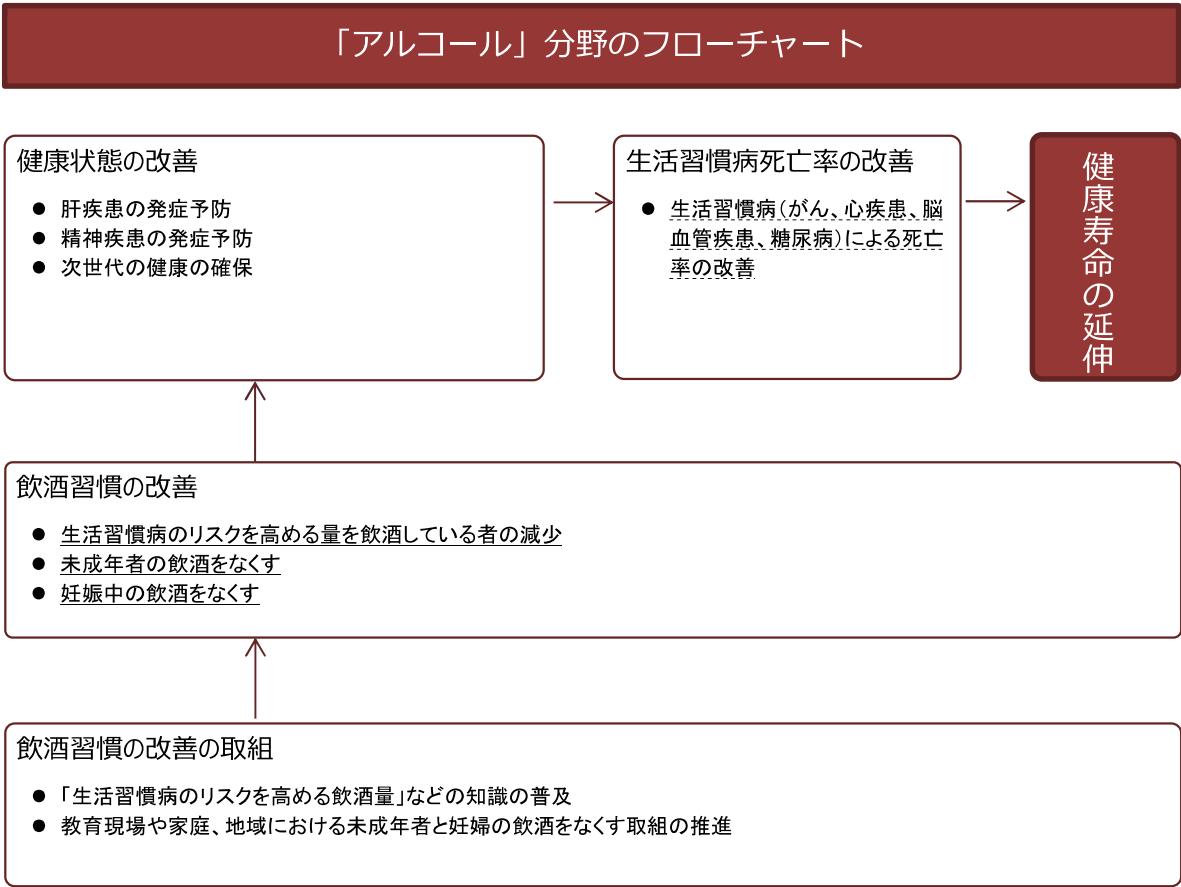 「アルコール」分野のフローチャート
健康状態の改善
● 肝疾患の発症予防
● 精神疾患の発症予防
● 次世代の健康の確保
生活習慣病死亡率の改善
● 生活習慣病(がん、心疾患、脳
血管疾患、糖尿病)による死亡
率の改善
健康寿命の延伸
飲酒習慣の改善
● 生活習慣病のリスクを高める量を飲酒している者の減少
● 未成年者の飲酒をなくす
● 妊娠中の飲酒をなくす
飲酒習慣の改善の取組
● 「生活習慣病のリスクを高める飲酒量」などの知識の普及
● 教育現場や家庭、地域における未成年者と妊婦の飲酒をなくす取組の推進